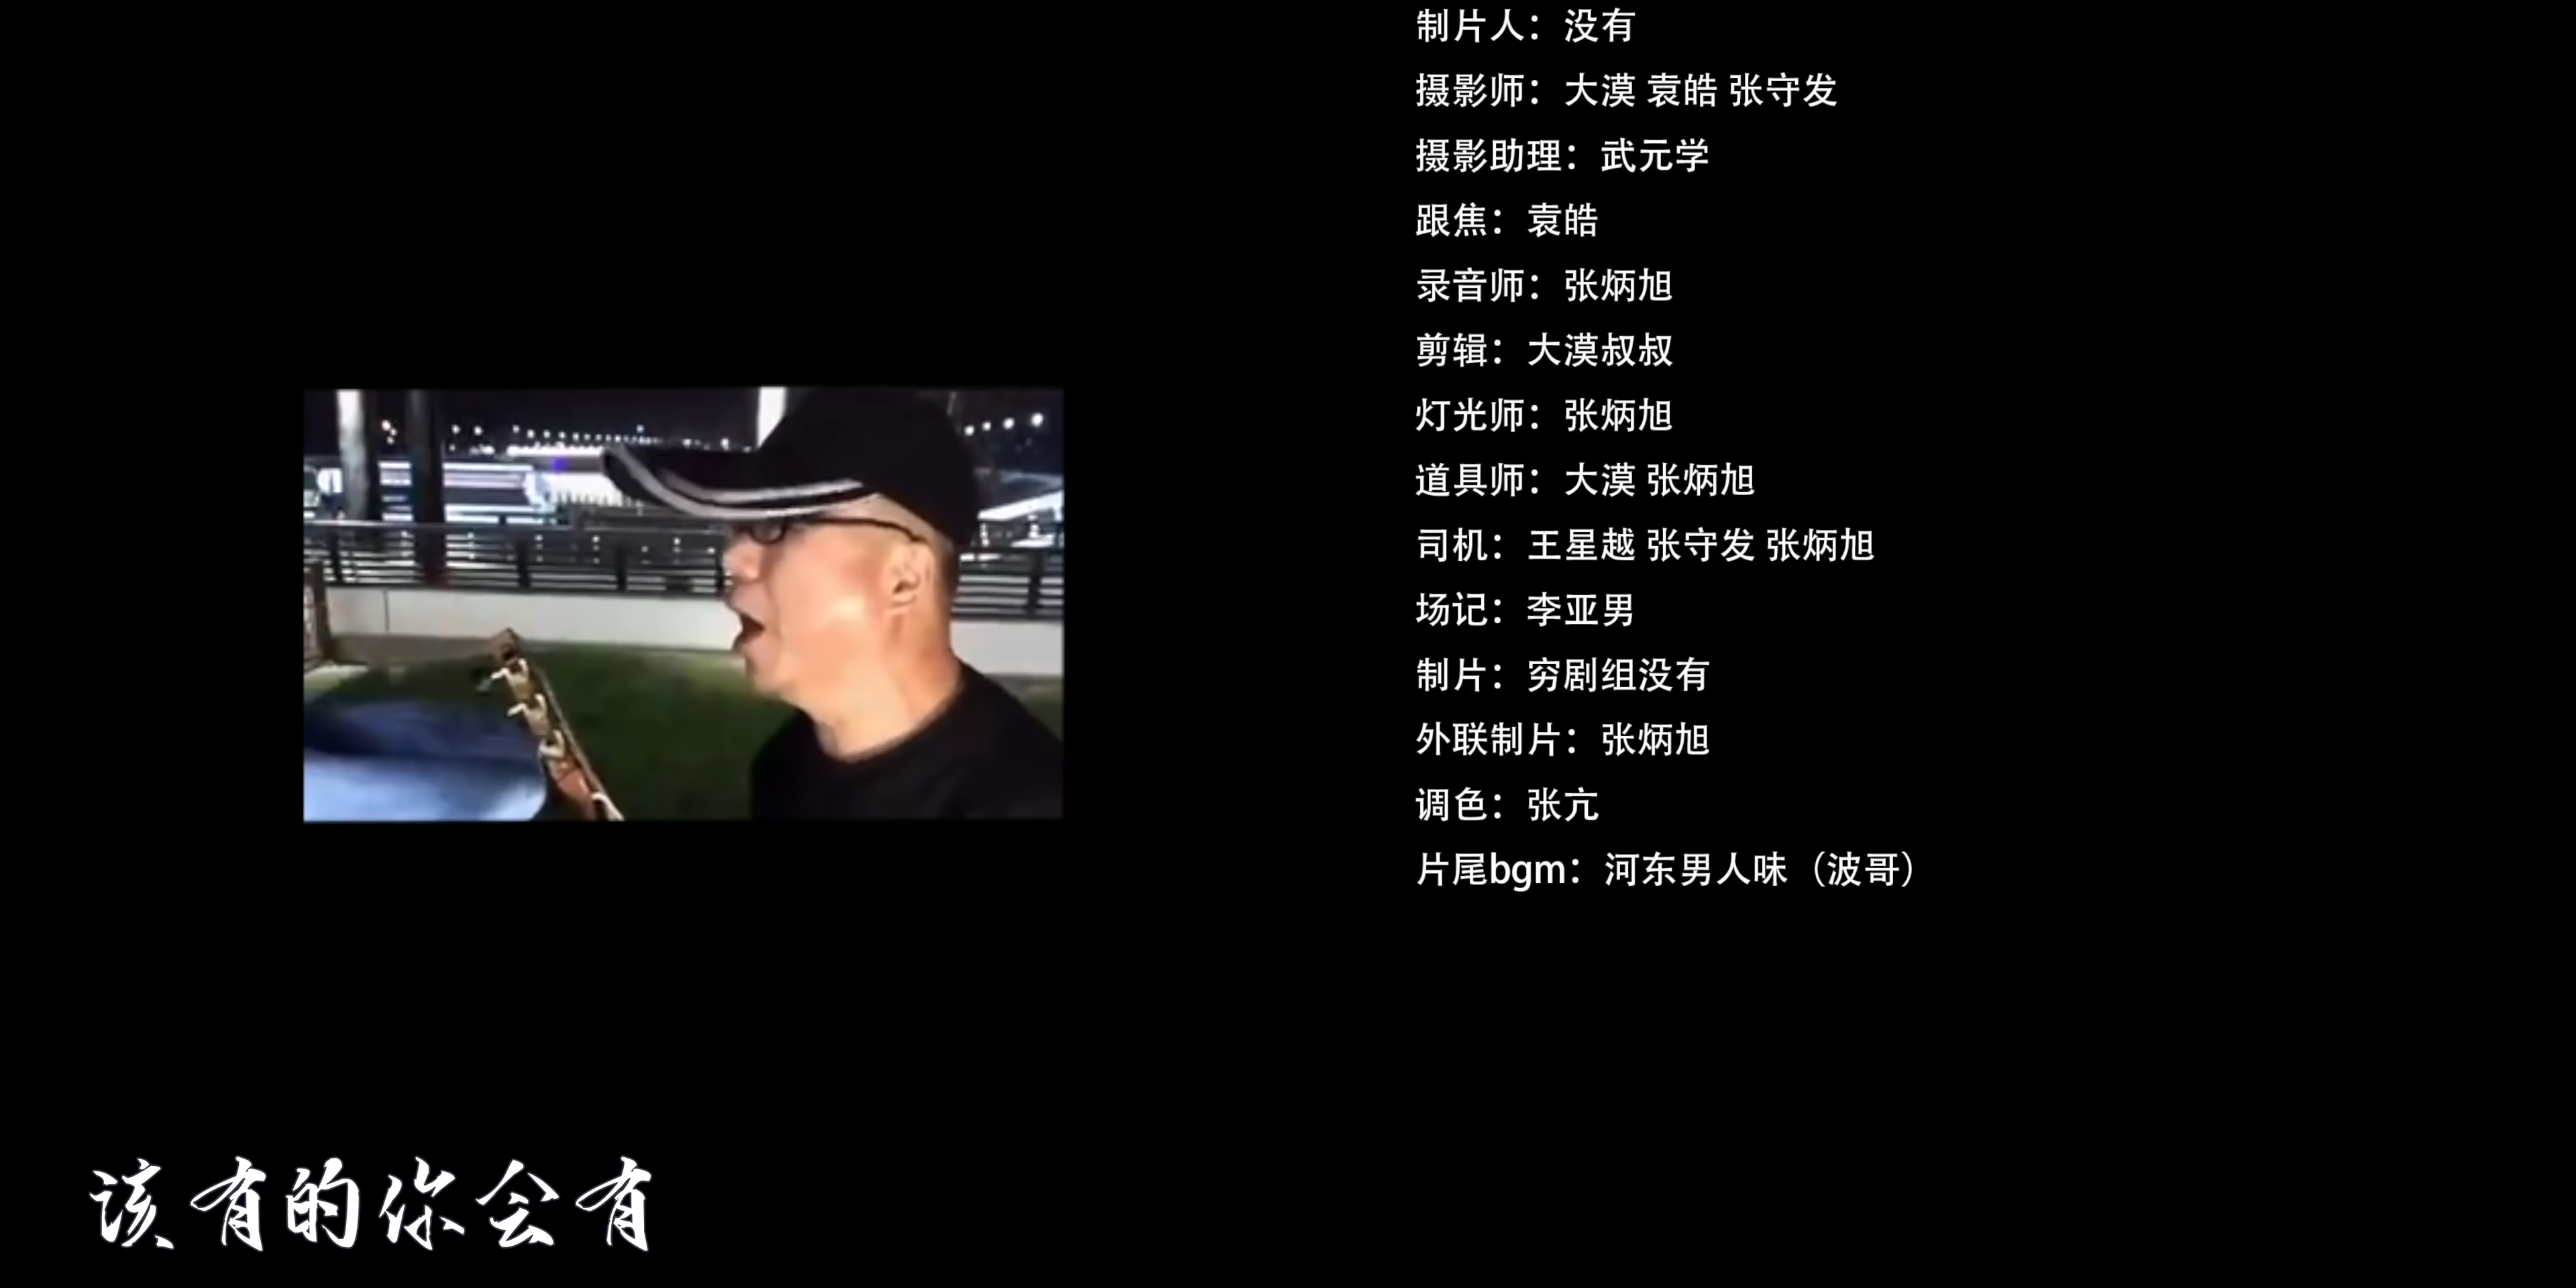 制片人：没有
摄影师：大漠 袁皓 张守发
摄影助理：武元学
跟焦：袁皓
录音师：张炳旭
剪辑：大漠叔叔
灯光师：张炳旭
道具师：大漠 张炳旭
司机：王星越 张守发 张炳旭
场记：李亚男
制片：穷剧组没有
外联制片：张炳旭
调色：张亢
片尾bgm：河东男人味（波哥）
该有的你会有